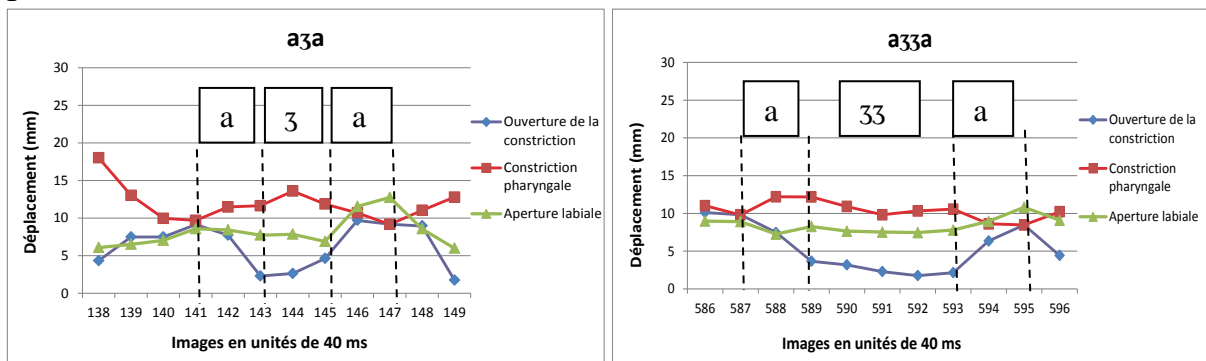 aʒa
Déplacement (mm)
30
25
20
15
10
5
0
a
ʒ
a
138 139 140 141 142 143 144 145 146 147 148 149
Images en unités de 40 ms
Ouverture de la
constriction
Constriction
pharyngale
Aperture labiale
aʒʒa
Déplacement (mm)
30
25
20
15
10
5
0
a
ʒʒ
a
586 587 588 589 590 591 592 593 594 595 596
Images en unités de 40 ms
Ouverture de la
constriction
Constriction
pharyngale
Aperture labiale